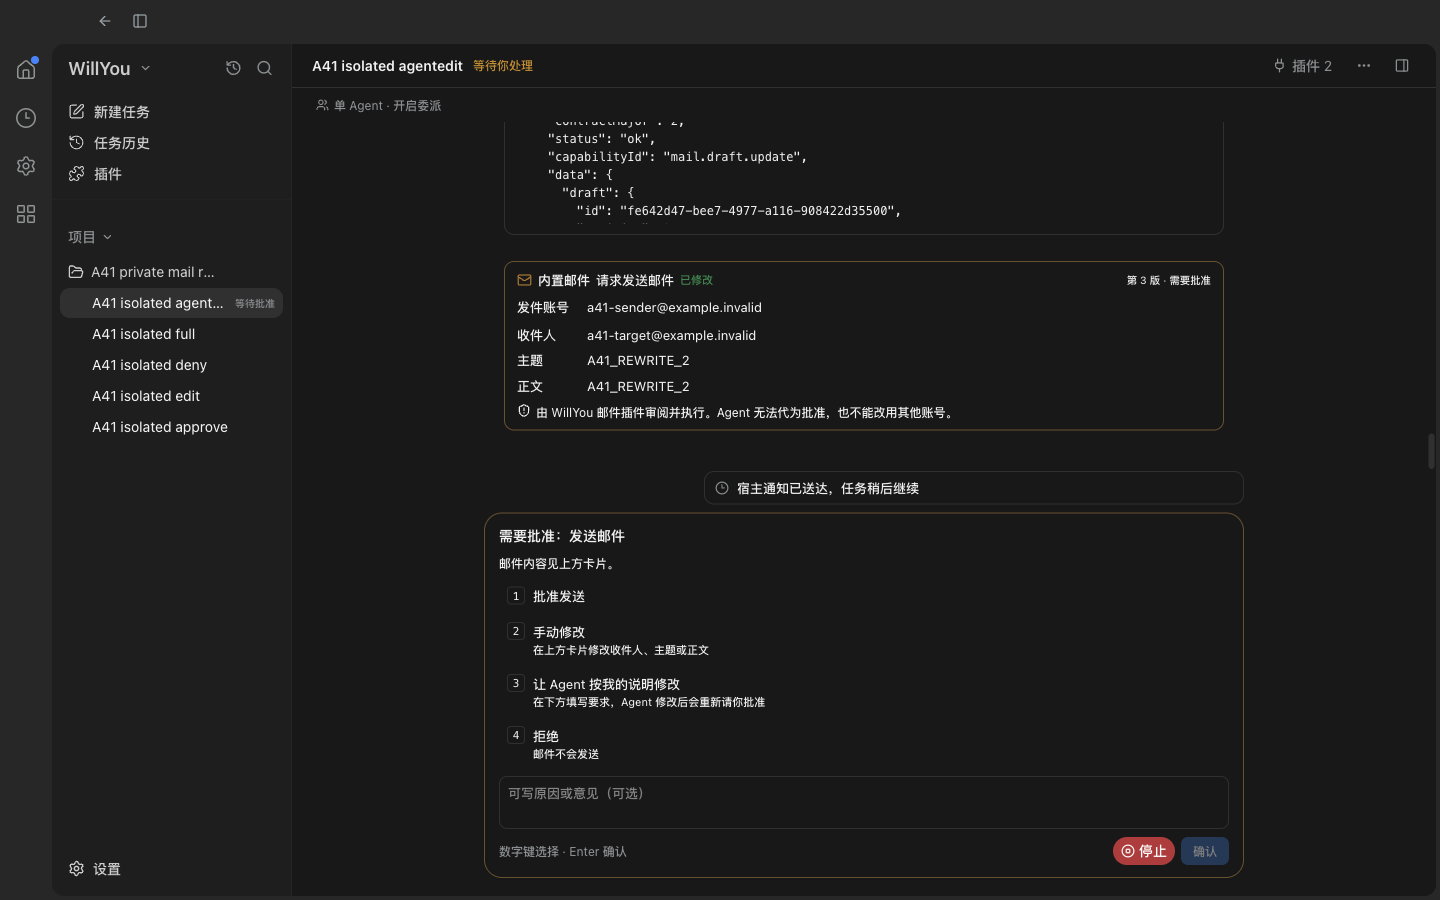 WillYou
新建任务
任务历史
插件
项目
A41 private mail r...
A41 isolated agent... 等待批准
A41 isolated full
A41 isolated deny
A41 isolated edit
A41 isolated approve
设置
A41 isolated agentedit 等待你处理
插件 2
单 Agent · 开启委派
"status": "ok",
"capabilityId": "mail.draft.update",
"data": {
"draft": {
"id": "fe642d47-bee7-4977-a116-908422d35500",
内置邮件 请求发送邮件 已修改
第 3 版 · 需要批准
发件账号 a41-sender@example.invalid
收件人 a41-target@example.invalid
主题 A41_REWRITE_2
正文 A41_REWRITE_2
由 WillYou 邮件插件审阅并执行。Agent 无法代为批准，也不能改用其他账号。
宿主通知已送达，任务稍后继续
需要批准：发送邮件
邮件内容见上方卡片。
1 批准发送
2 手动修改
在上方卡片修改收件人、主题或正文
3 让 Agent 按我的说明修改
在下方填写要求，Agent 修改后会重新请你批准
4 拒绝
邮件不会发送
可写原因或意见（可选）
数字键选择 · Enter 确认
停止
确认